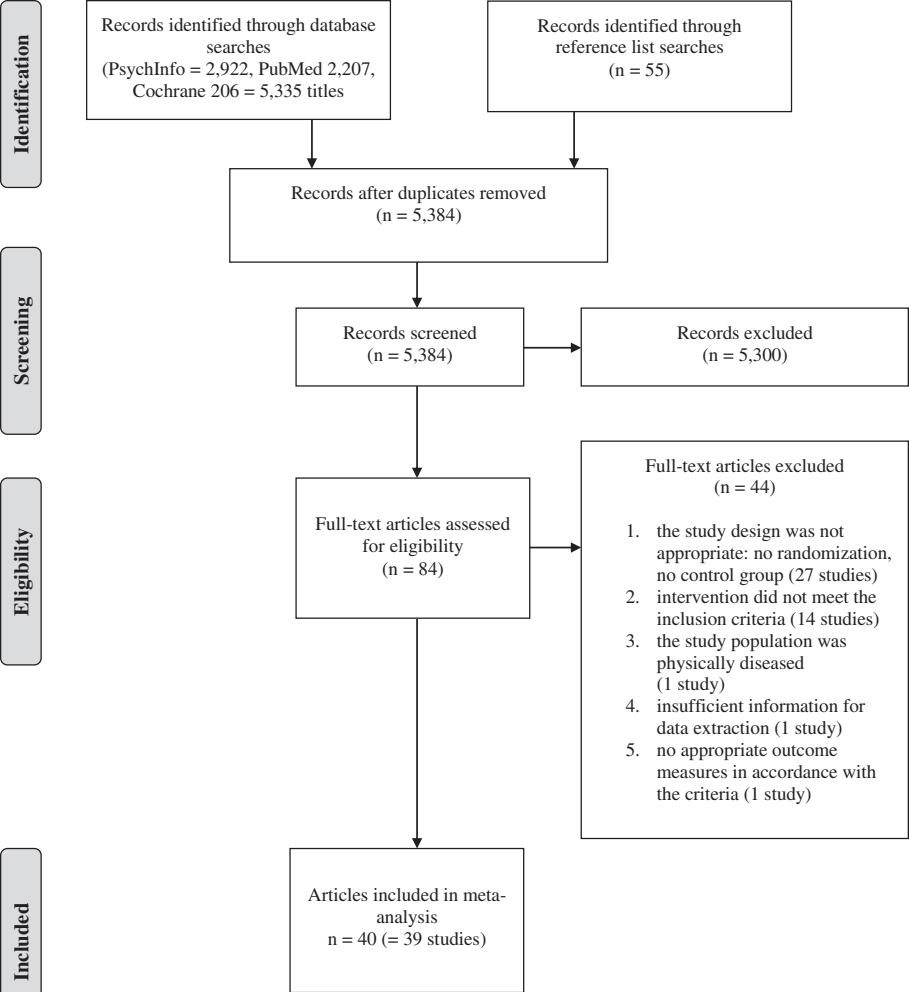 Identification
Records identified through database
searches
(PsychInfo = 2,922, PubMed 2,207,
Cochrane 206 = 5,335 titles
Records identified through
reference list searches
(n = 55)
Records after duplicates removed
(n = 5,384)
Screening
Records screened
(n = 5,384)
Records excluded
(n = 5,300)
Eligibility
Full-text articles assessed
for eligibility
(n = 84)
Full-text articles excluded
(n = 44)
1. the study design was not
appropriate: no randomization,
no control group (27 studies)
2. intervention did not meet the
inclusion criteria (14 studies)
3. the study population was
physically diseased
(1 study)
4. insufficient information for
data extraction (1 study)
5. no appropriate outcome
measures in accordance with
the criteria (1 study)
Included
Articles included in meta-
analysis
n = 40 (= 39 studies)